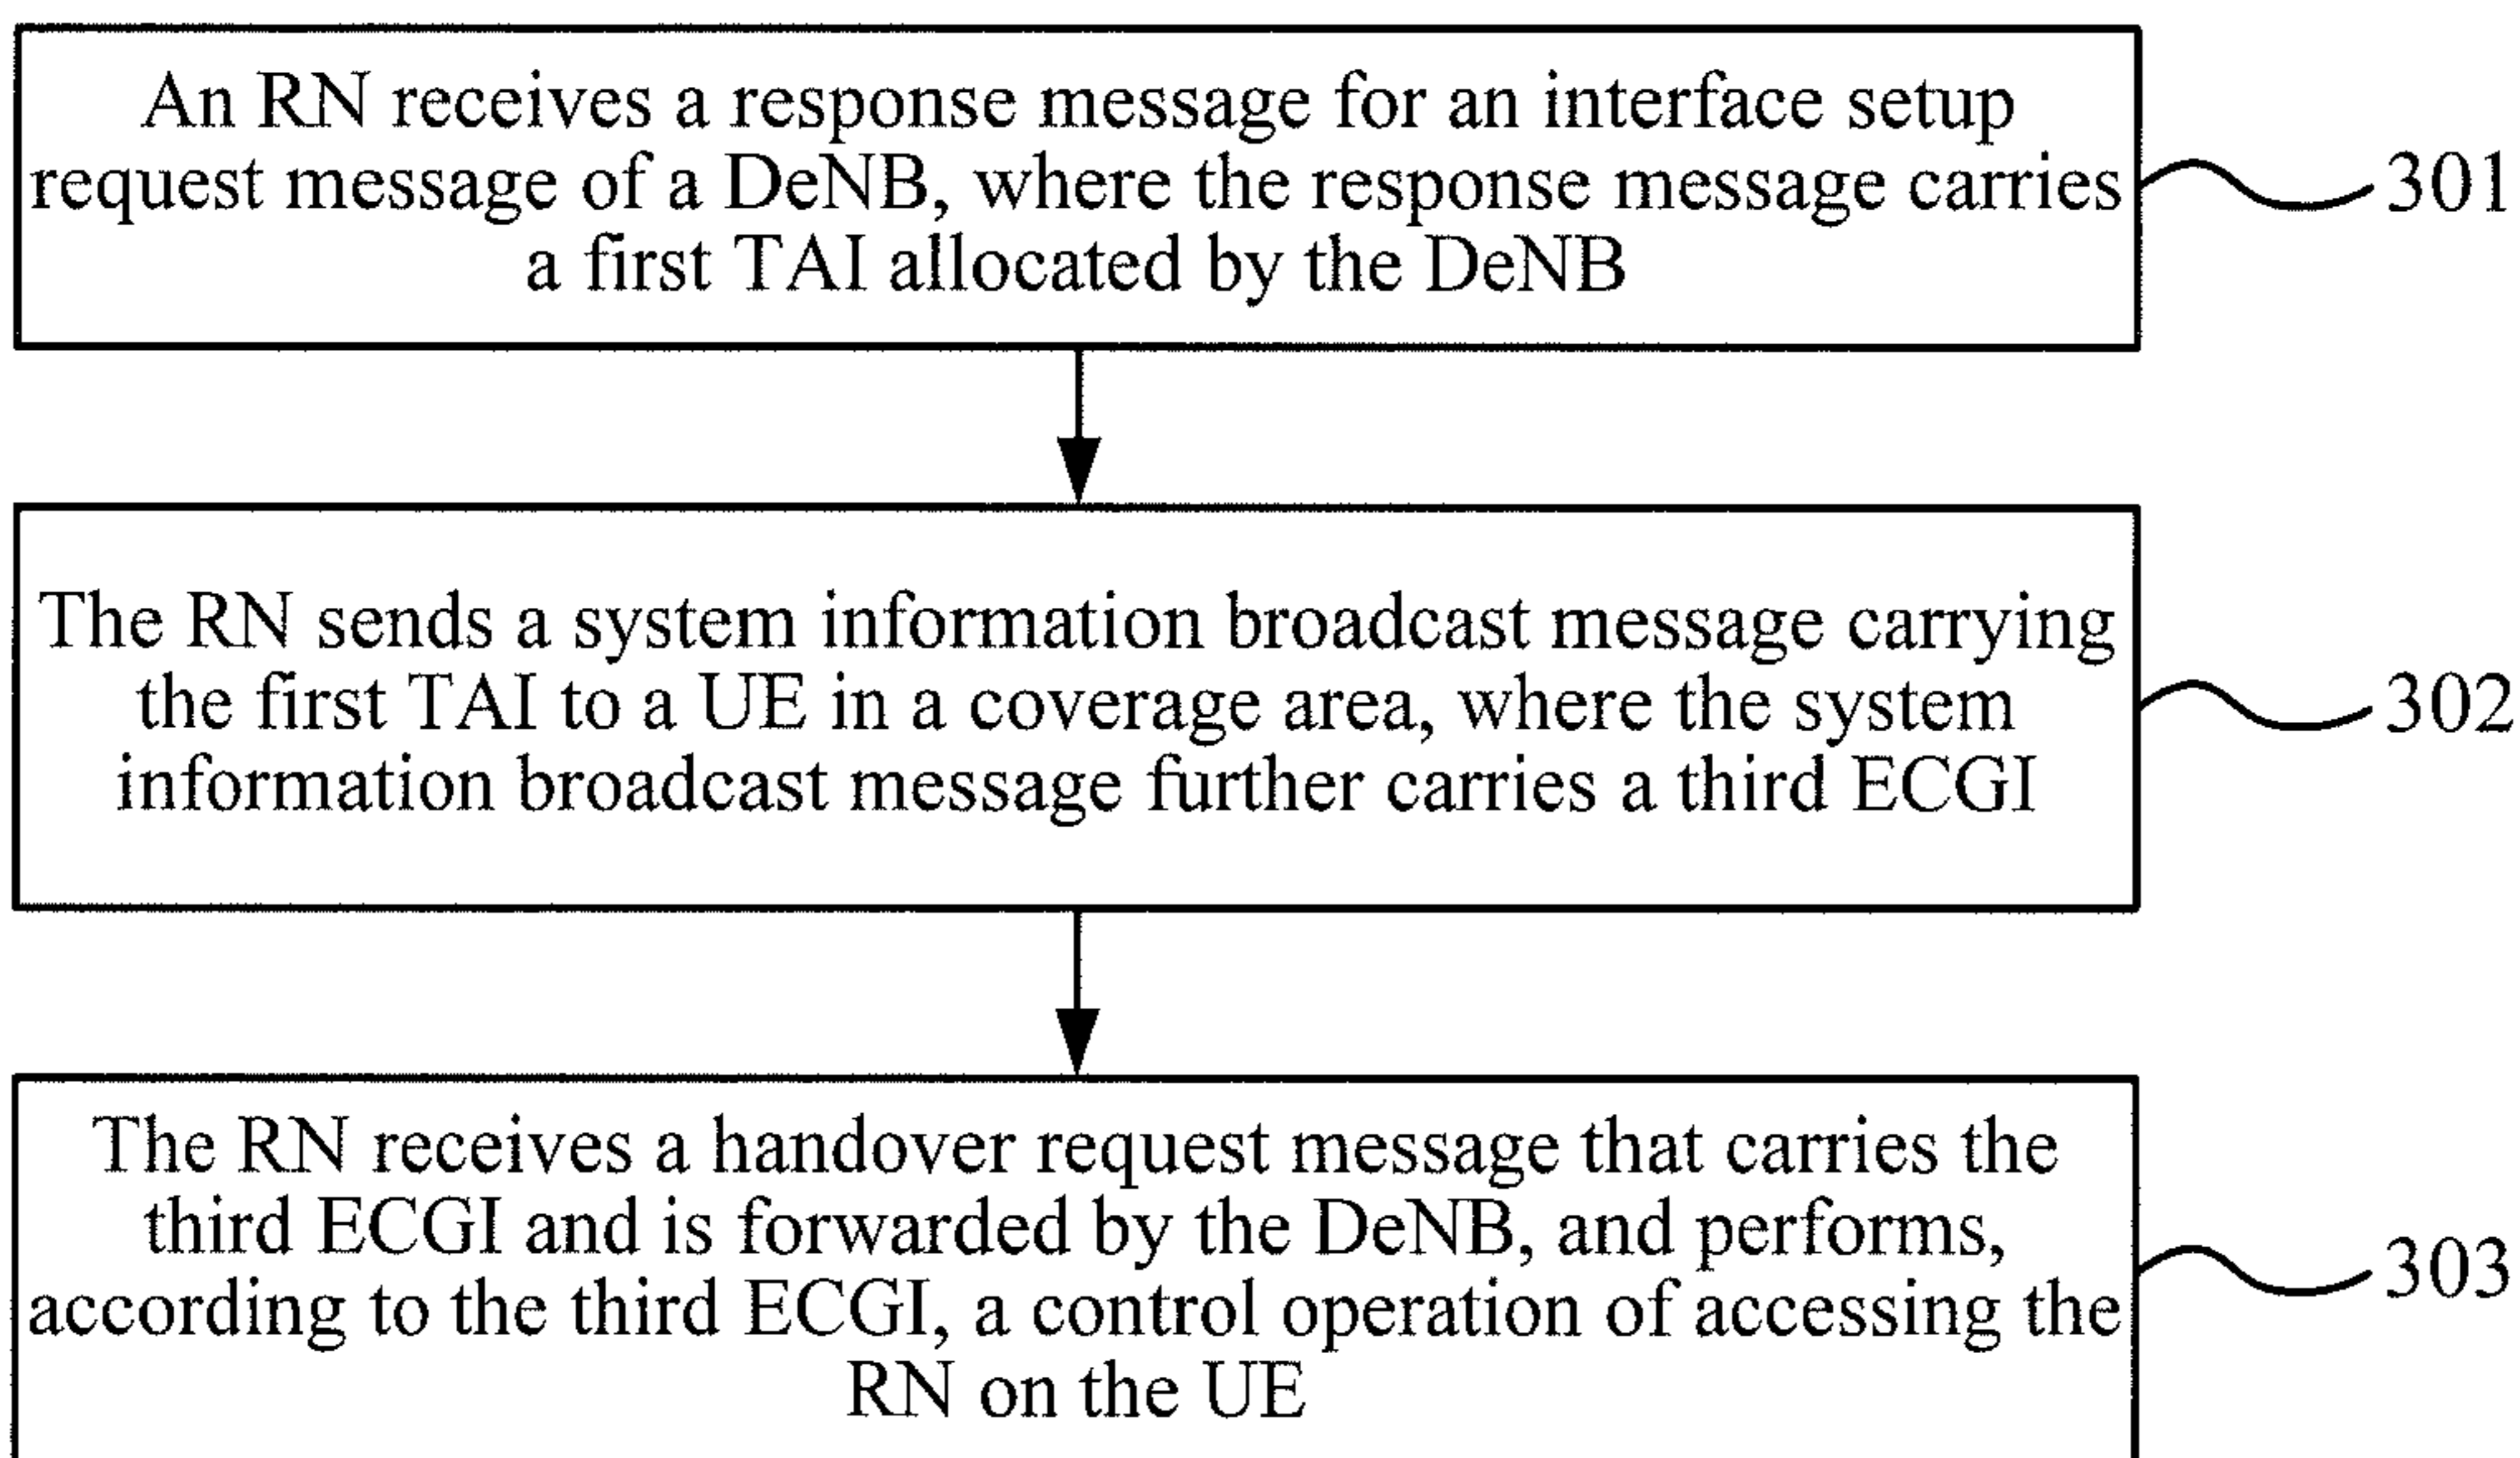 An RN receives a response message for an interface setup
request message of a DeNB, where the response message carries
a first TAI allocated by the DeNB
301
The RN sends a system information broadcast message carrying
the first TAI to a UE in a coverage area, where the system
information broadcast message further carries a third ECGI
302
The RN receives a handover request message that carries the
third ECGI and is forwarded by the DeNB, and performs,
according to the third ECGI, a control operation of accessing the
RN on the UE
303